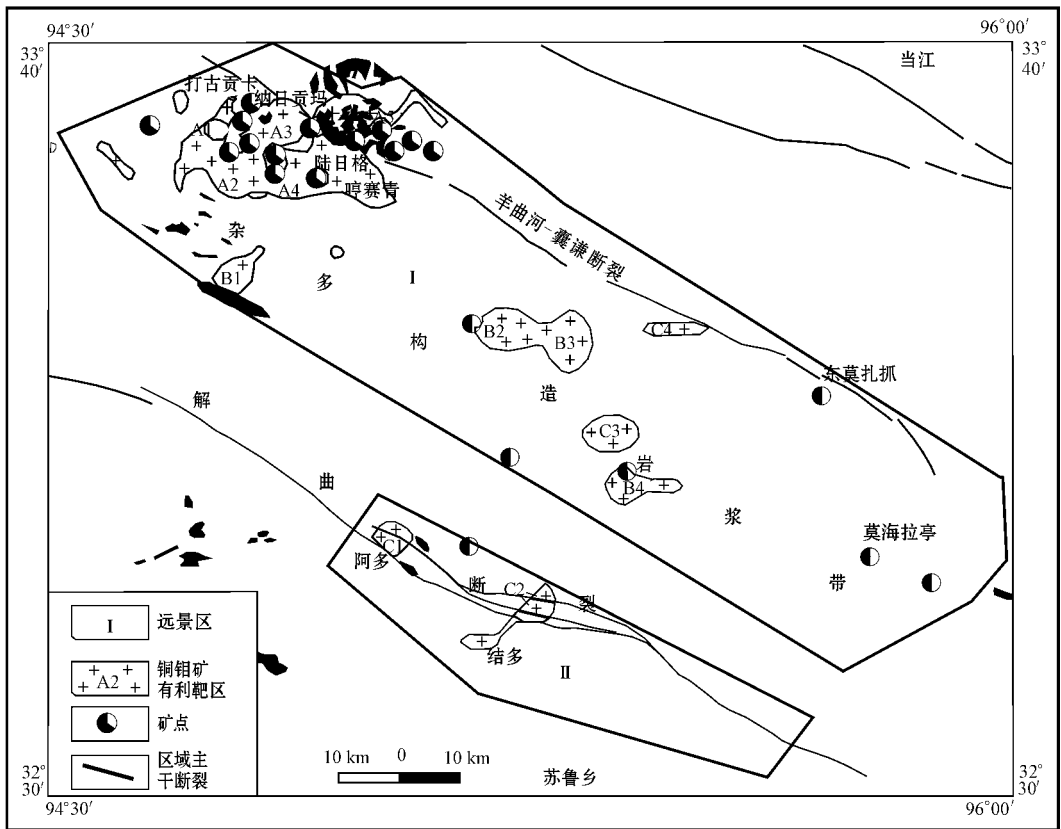 94°30′
96°00′
33°
40′
33°
40′
当江
打古贡卡
纳日贡玛
A3
A2
A4
陆日格
哼赛青
羊曲河-囊谦断裂
杂
多
I
构
造
岩
浆
带
B1
B2
B3
C4
东莫扎抓
C3
B4
莫海拉亭
解
曲
断
裂
C1
阿多
C2
结多
II
I
远景区
A2
铜钼矿
有利靶区
矿点
区域主
干断裂
10 km
0
10 km
苏鲁乡
32°
30′
32°
30′
94°30′
96°00′